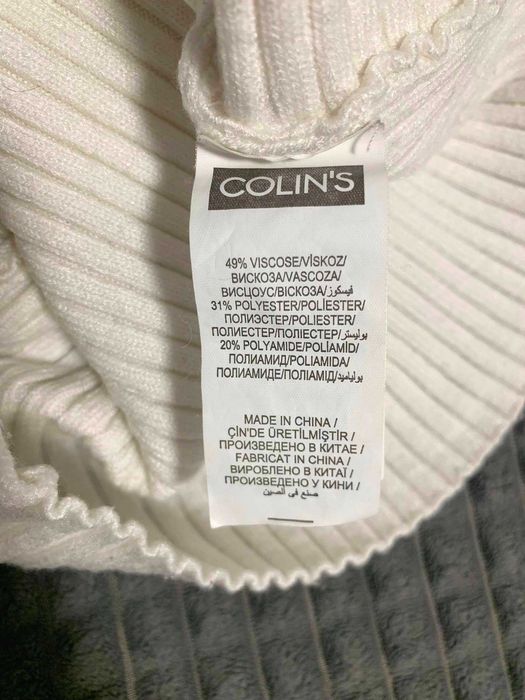 COLIN'S
49% VISCOSE/VİSKOZ/
ВИСКОЗА/VASCOZA/
ВИСЦОУС/ВІСКОЗА/فيسكوز/
31% POLYESTER/POLİESTER/
ПОЛИЭСТЕР/POLIESTER/
ПОЛИЕСТЕР/ПОЛІЕСТЕР/بوليستر/
20% POLYAMIDE/POLİAMİD/
ПОЛИАМИД/POLIAMIDA/
ПОЛИАМИДЕ/ПОЛІАМІД/بولياميد/
MADE IN CHINA /
ÇİN'DE ÜRETİLMİŞTİR /
ПРОИЗВЕДЕНО В КИТАЕ /
FABRICAT IN CHINA /
ВИРОБЛЕНО В КИТАЇ /
ПРОИЗВЕДЕНО У КИНИ /
صنع في الصين